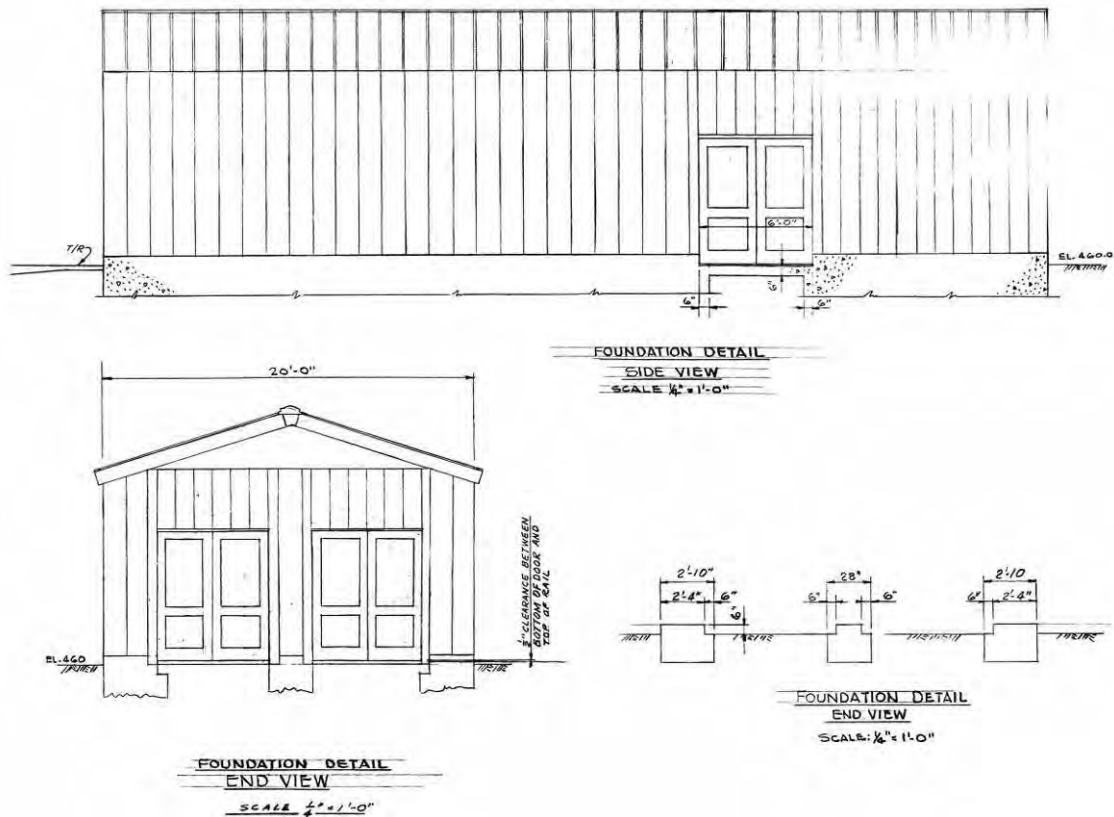 T/R
6'-0"
EL. 460.0
6"
6"
6"
FOUNDATION DETAIL
SIDE VIEW
SCALE ¼" = 1'-0"
20'-0"
½" CLEARANCE BETWEEN
BOTTOM OF DOOR AND
TOP OF RAIL
EL. 460
FOUNDATION DETAIL
END VIEW
SCALE ¼" = 1'-0"
2'-10"
28"
2'-10
2'-4"
6"
6"
6"
6"
2'-4"
6"
FOUNDATION DETAIL
END VIEW
SCALE: ¼" = 1'-0"